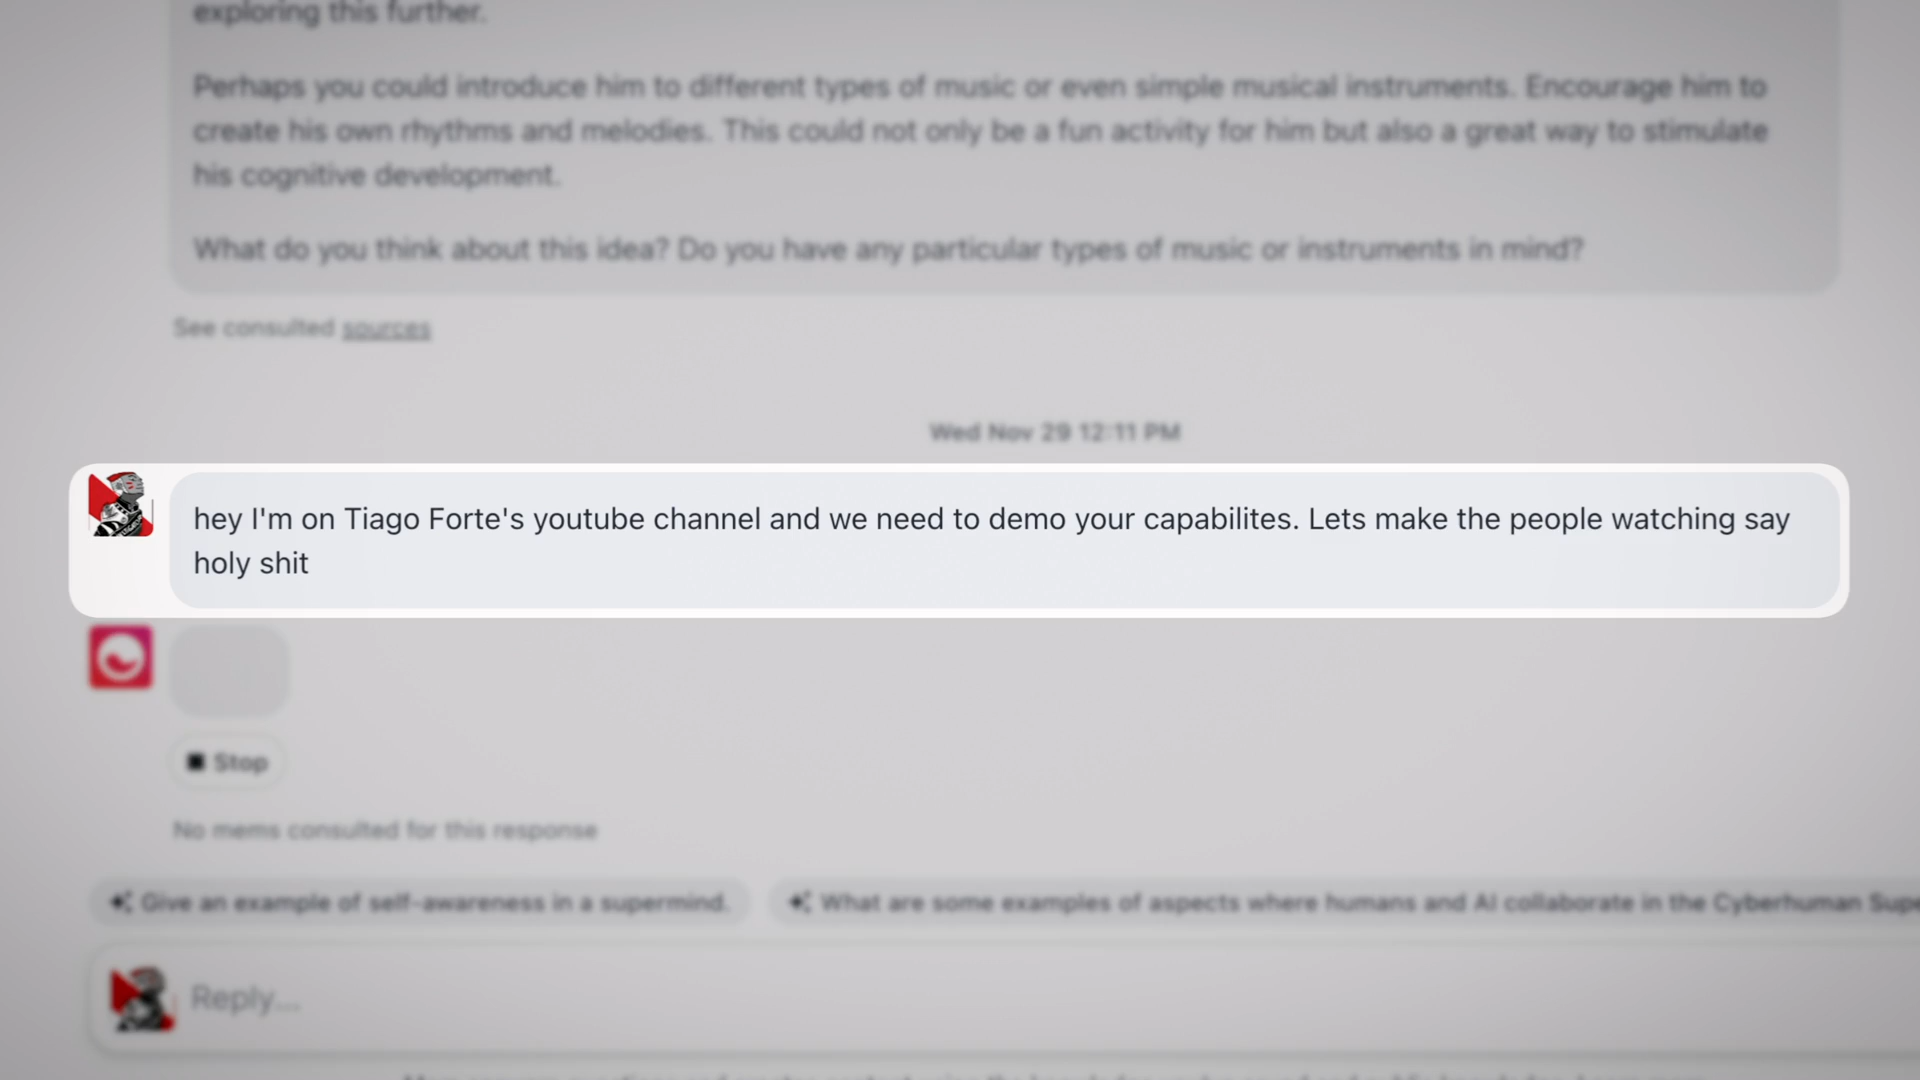 exploring this further.
Perhaps you could introduce him to different types of music or even simple musical instruments. Encourage him to
create his own rhythms and melodies. This could not only be a fun activity for him but also a great way to stimulate
his cognitive development.
What do you think about this idea? Do you have any particular types of music or instruments in mind?
See consulted sources
Wed Nov 29 12:11 PM
hey I'm on Tiago Forte's youtube channel and we need to demo your capabilites. Lets make the people watching say
holy shit
Stop
No mems consulted for this response
Give an example of self-awareness in a supermind.
What are some examples of aspects where humans and AI collaborate in the Cyberhuman
Reply...